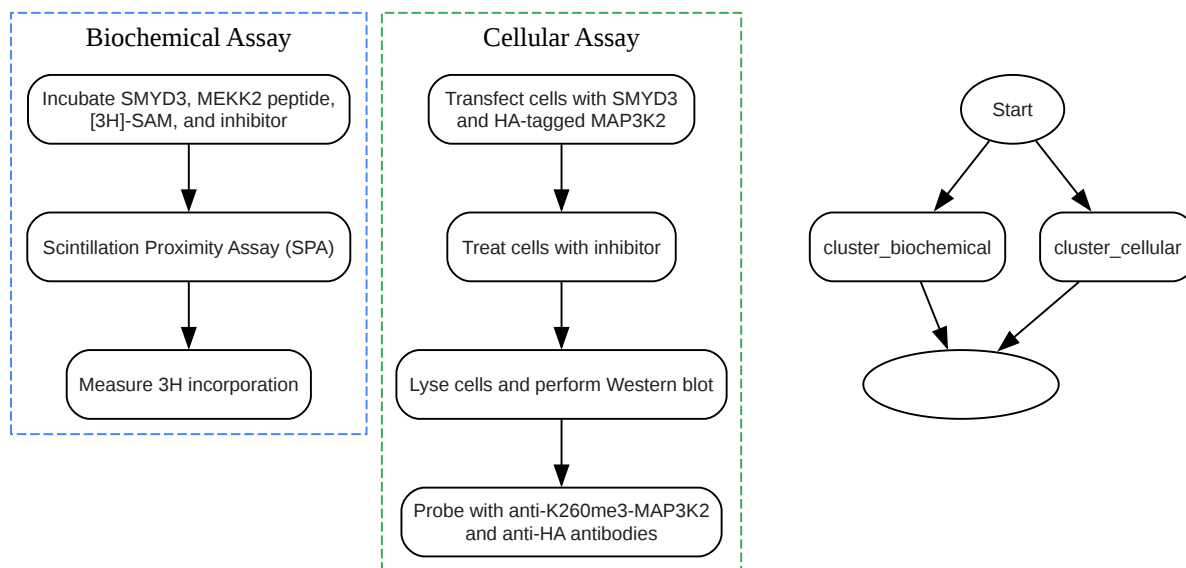 Biochemical Assay
Incubate SMYD3, MEKK2 peptide,
[3H]-SAM, and inhibitor
Scintillation Proximity Assay (SPA)
Measure 3H incorporation
Cellular Assay
Transfect cells with SMYD3
and HA-tagged MAP3K2
Treat cells with inhibitor
Lyse cells and perform Western blot
Probe with anti-K260me3-MAP3K2
and anti-HA antibodies
Start
cluster_biochemical
cluster_cellular